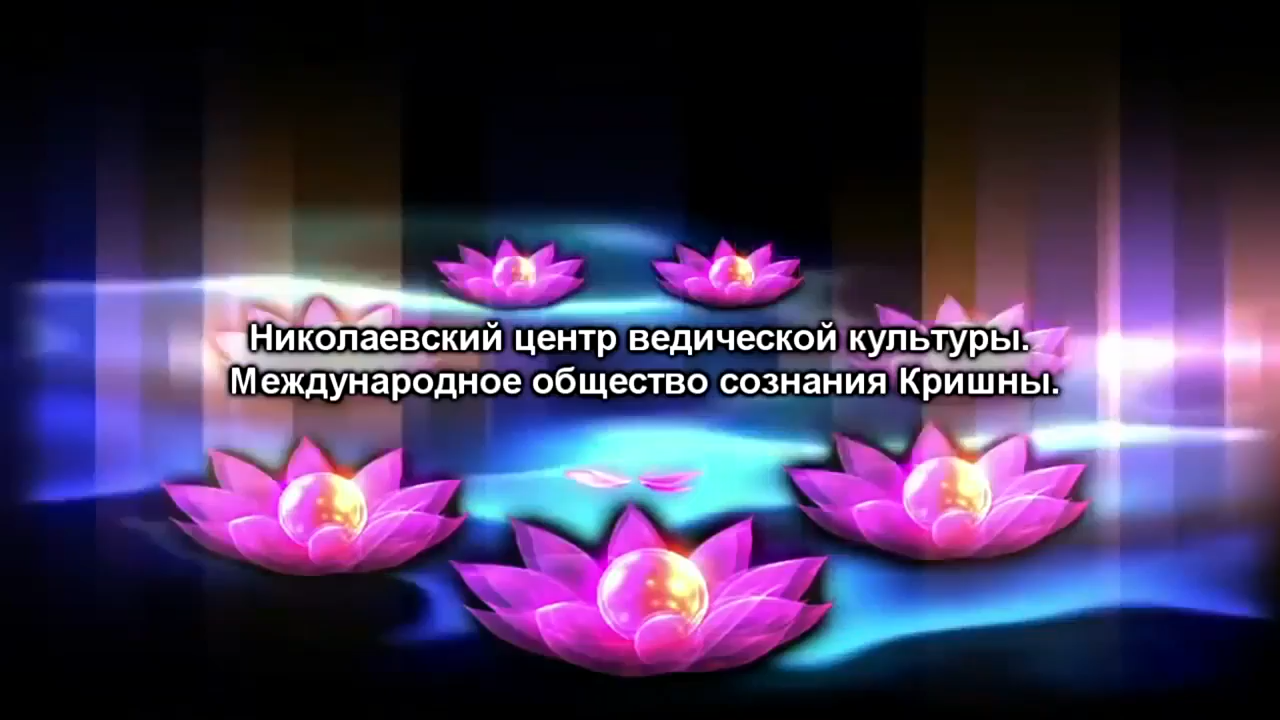 Николаевский центр ведической культуры.
Международное общество сознания Кришны.